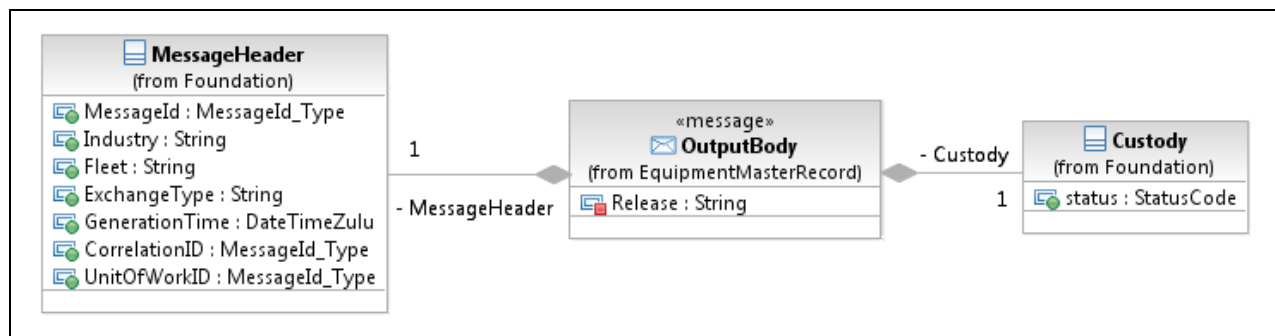 MessageHeader
(from Foundation)
MessageId : MessageId_Type
Industry : String
Fleet : String
ExchangeType : String
GenerationTime : DateTimeZulu
CorrelationID : MessageId_Type
UnitOfWorkID : MessageId_Type
1
- MessageHeader
«message»
OutputBody
(from EquipmentMasterRecord)
Release : String
- Custody
1
Custody
(from Foundation)
status : StatusCode